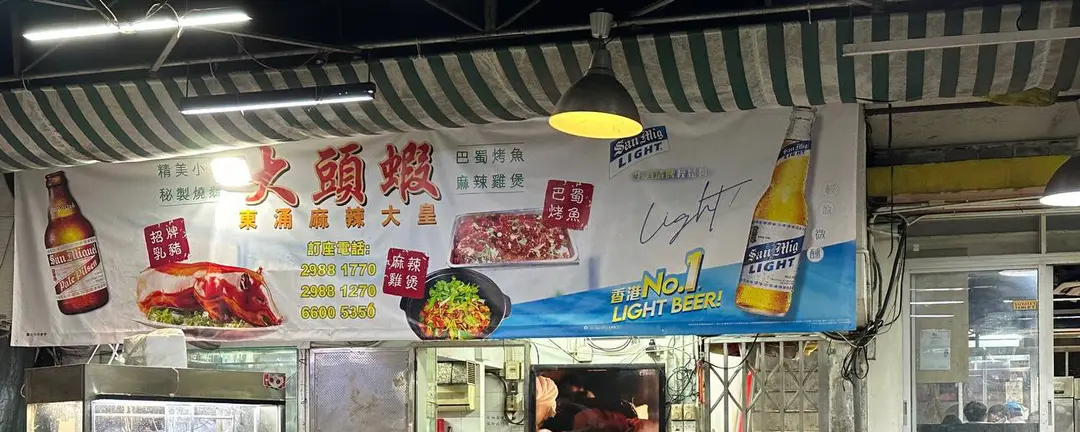 精美小
秘製燒鵝
大頭蝦
東涌麻辣大皇
巴蜀烤魚
麻辣雞煲
招牌
乳豬
訂座電話:
2988 1770
2988 1270
6600 5350
麻辣
雞煲
巴蜀
烤魚
San Miguel
Pale Pilsen
San Mig
LIGHT
Light
香港No.1
LIGHT BEER!
San Mig
LIGHT